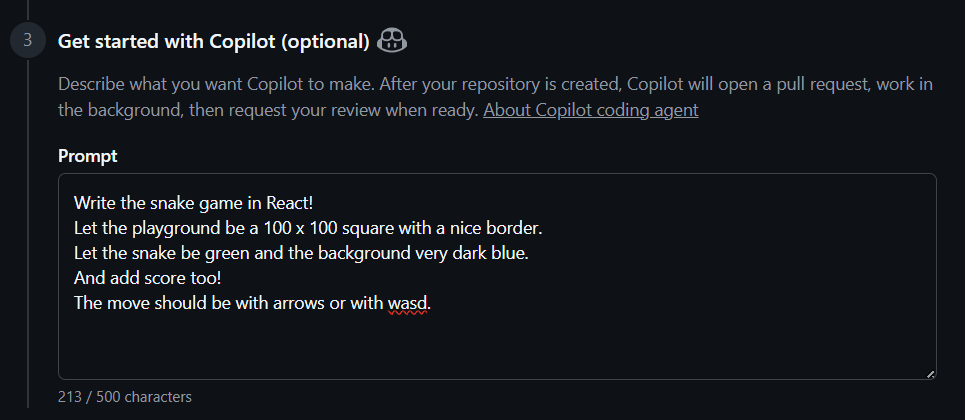 3
Get started with Copilot (optional)
Describe what you want Copilot to make. After your repository is created, Copilot will open a pull request, work in
the background, then request your review when ready. About Copilot coding agent
Prompt
Write the snake game in React!
Let the playground be a 100 x 100 square with a nice border.
Let the snake be green and the background very dark blue.
And add score too!
The move should be with arrows or with wasd.
213 / 500 characters